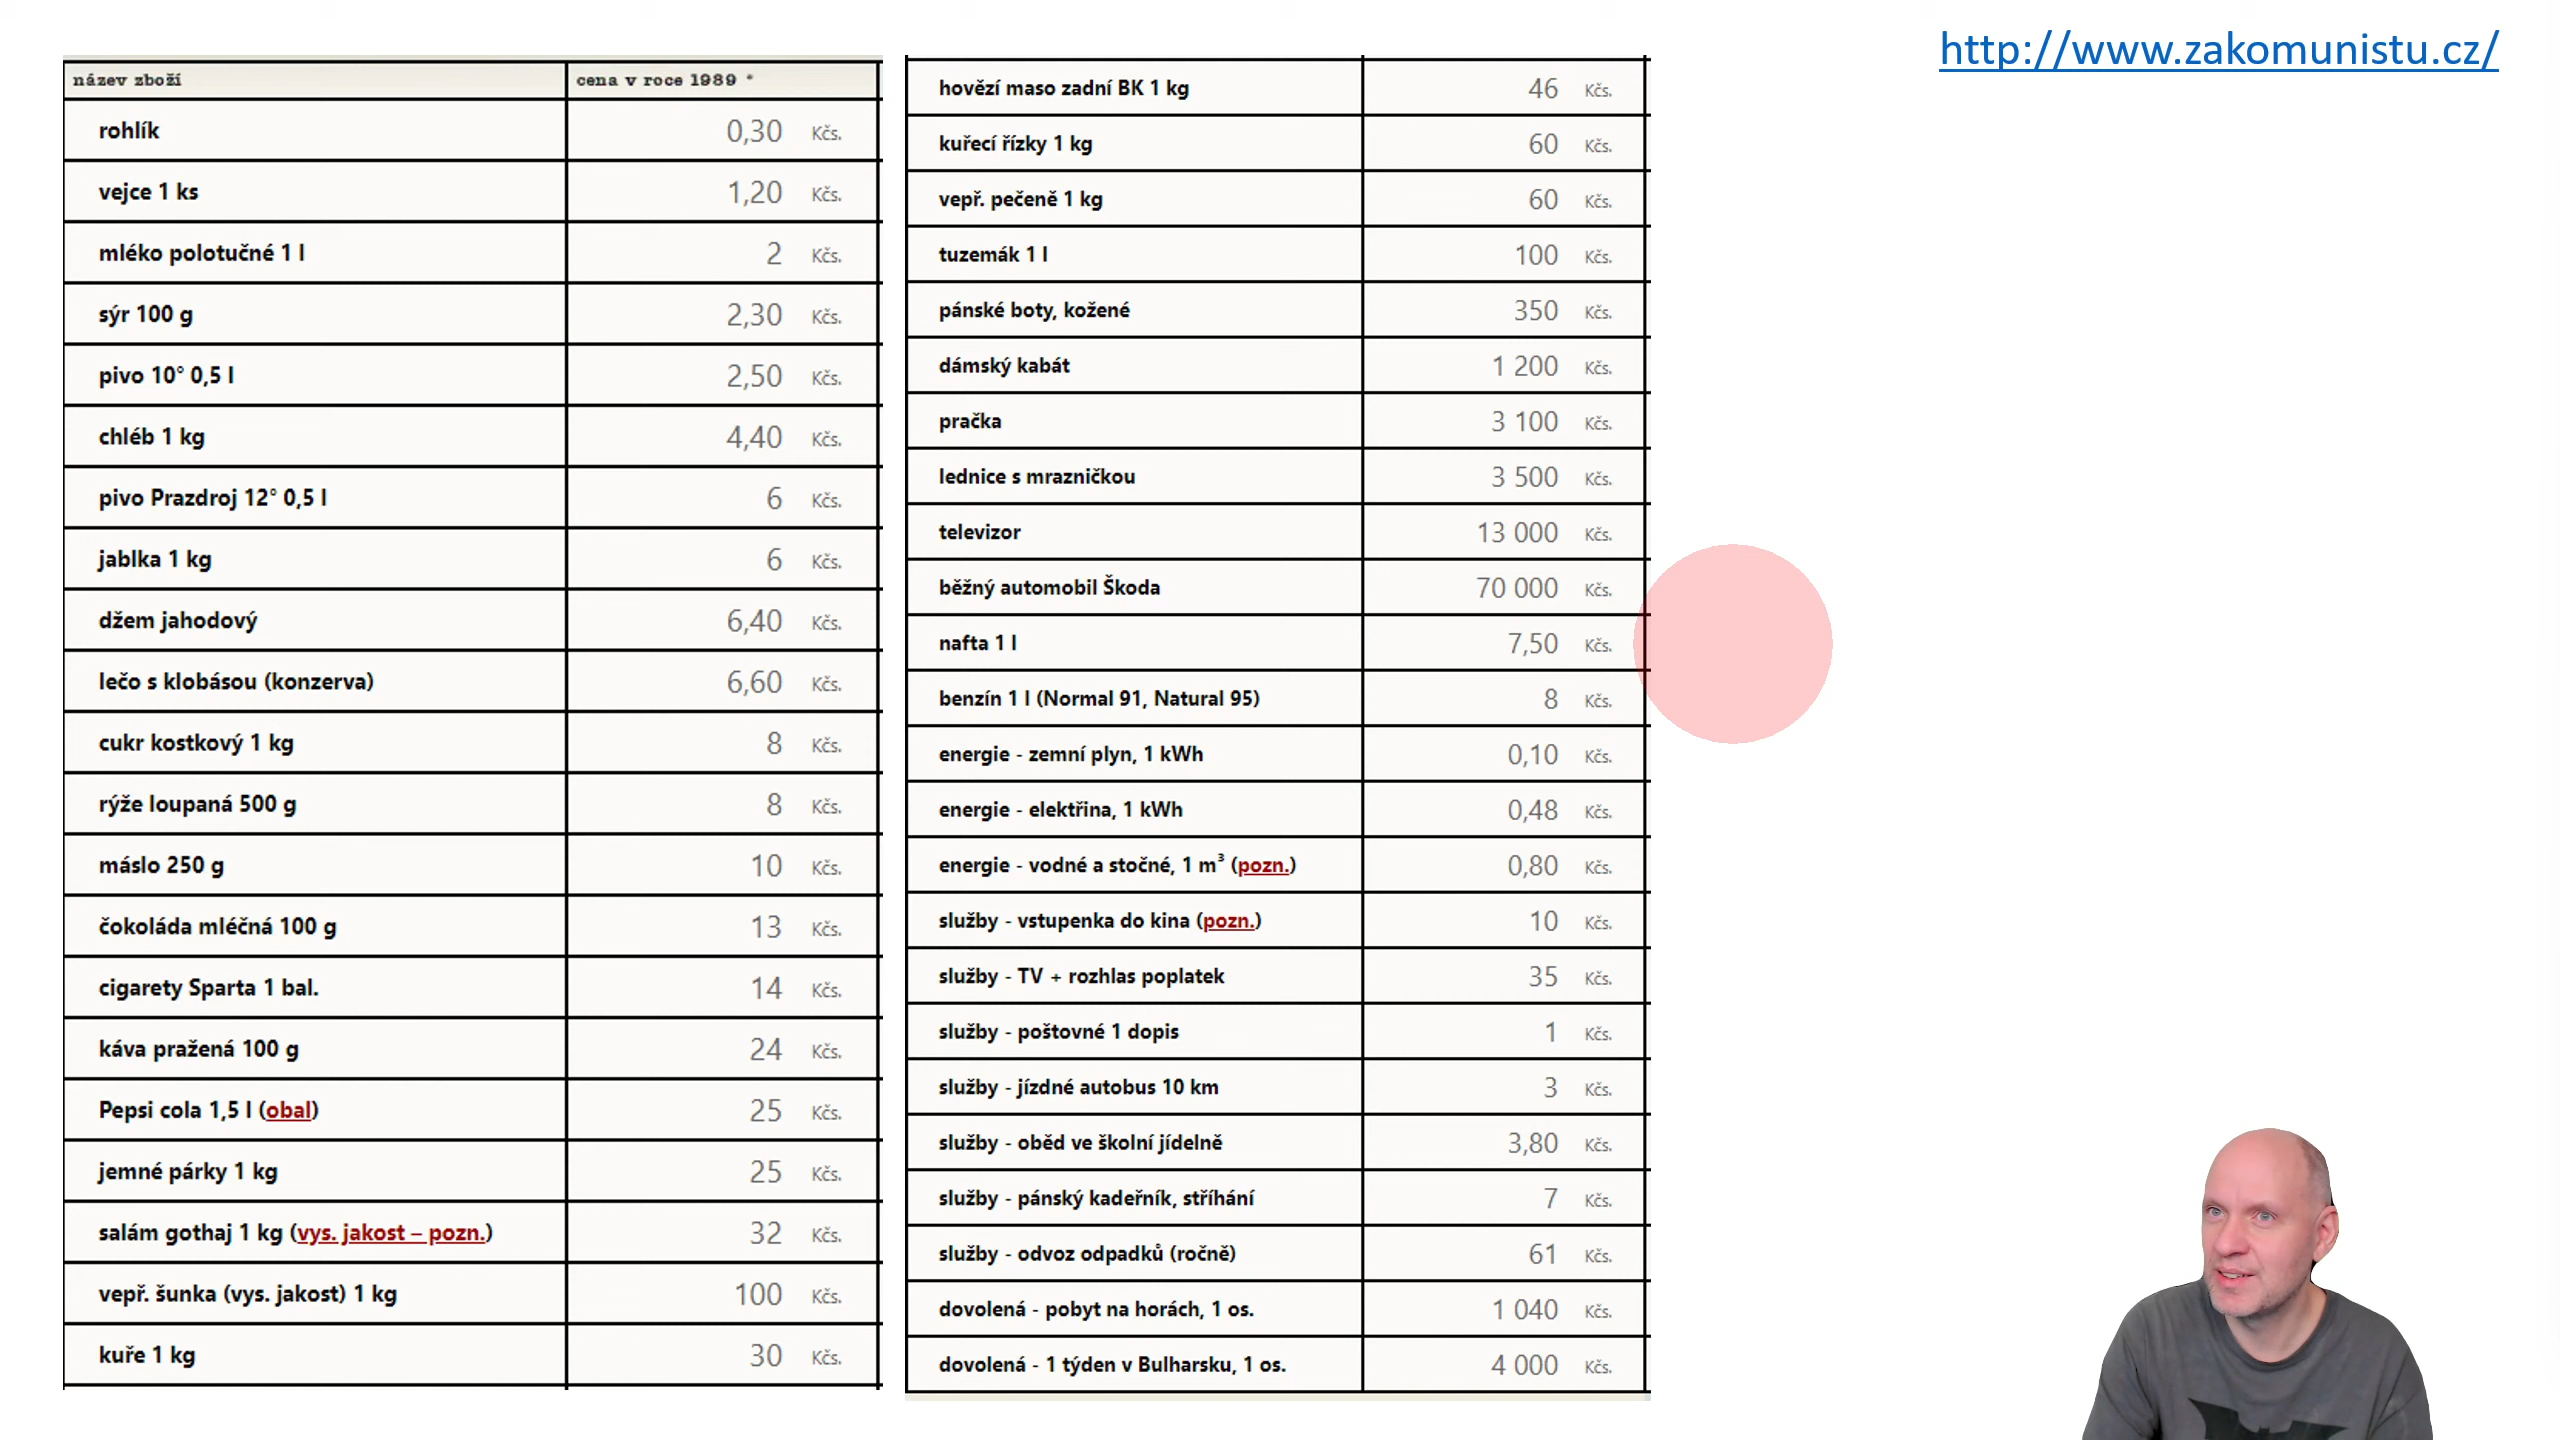 http://www.zakomunistu.cz/
název zboží cena v roce 1989 *
rohlík 0,30 Kčs.
vejce 1 ks 1,20 Kčs.
mléko polotučné 1 l 2 Kčs.
sýr 100 g 2,30 Kčs.
pivo 10° 0,5 l 2,50 Kčs.
chléb 1 kg 4,40 Kčs.
pivo Prazdroj 12° 0,5 l 6 Kčs.
jablka 1 kg 6 Kčs.
džem jahodový 6,40 Kčs.
lečo s klobásou (konzerva) 6,60 Kčs.
cukr kostkový 1 kg 8 Kčs.
rýže loupaná 500 g 8 Kčs.
máslo 250 g 10 Kčs.
čokoláda mléčná 100 g 13 Kčs.
cigarety Sparta 1 bal. 14 Kčs.
káva pražená 100 g 24 Kčs.
Pepsi cola 1,5 l (obal) 25 Kčs.
jemné párky 1 kg 25 Kčs.
salám gothaj 1 kg (vys. jakost – pozn.) 32 Kčs.
vepř. šunka (vys. jakost) 1 kg 100 Kčs.
kuře 1 kg 30 Kčs.
hovězí maso zadní BK 1 kg 46 Kčs.
kuřecí řízky 1 kg 60 Kčs.
vepř. pečeně 1 kg 60 Kčs.
tuzemák 1 l 100 Kčs.
pánské boty, kožené 350 Kčs.
dámský kabát 1 200 Kčs.
pračka 3 100 Kčs.
lednice s mrazničkou 3 500 Kčs.
televizor 13 000 Kčs.
běžný automobil Škoda 70 000 Kčs.
nafta 1 l 7,50 Kčs.
benzín 1 l (Normal 91, Natural 95) 8 Kčs.
energie - zemní plyn, 1 kWh 0,10 Kčs.
energie - elektřina, 1 kWh 0,48 Kčs.
energie - vodné a stočné, 1 m³ (pozn.) 0,80 Kčs.
služby - vstupenka do kina (pozn.) 10 Kčs.
služby - TV + rozhlas poplatek 35 Kčs.
služby - poštovné 1 dopis 1 Kčs.
služby - jízdné autobus 10 km 3 Kčs.
služby - oběd ve školní jídelně 3,80 Kčs.
služby - pánský kadeřník, stříhání 7 Kčs.
služby - odvoz odpadků (ročně) 61 Kčs.
dovolená - pobyt na horách, 1 os. 1 040 Kčs.
dovolená - 1 týden v Bulharsku, 1 os. 4 000 Kčs.